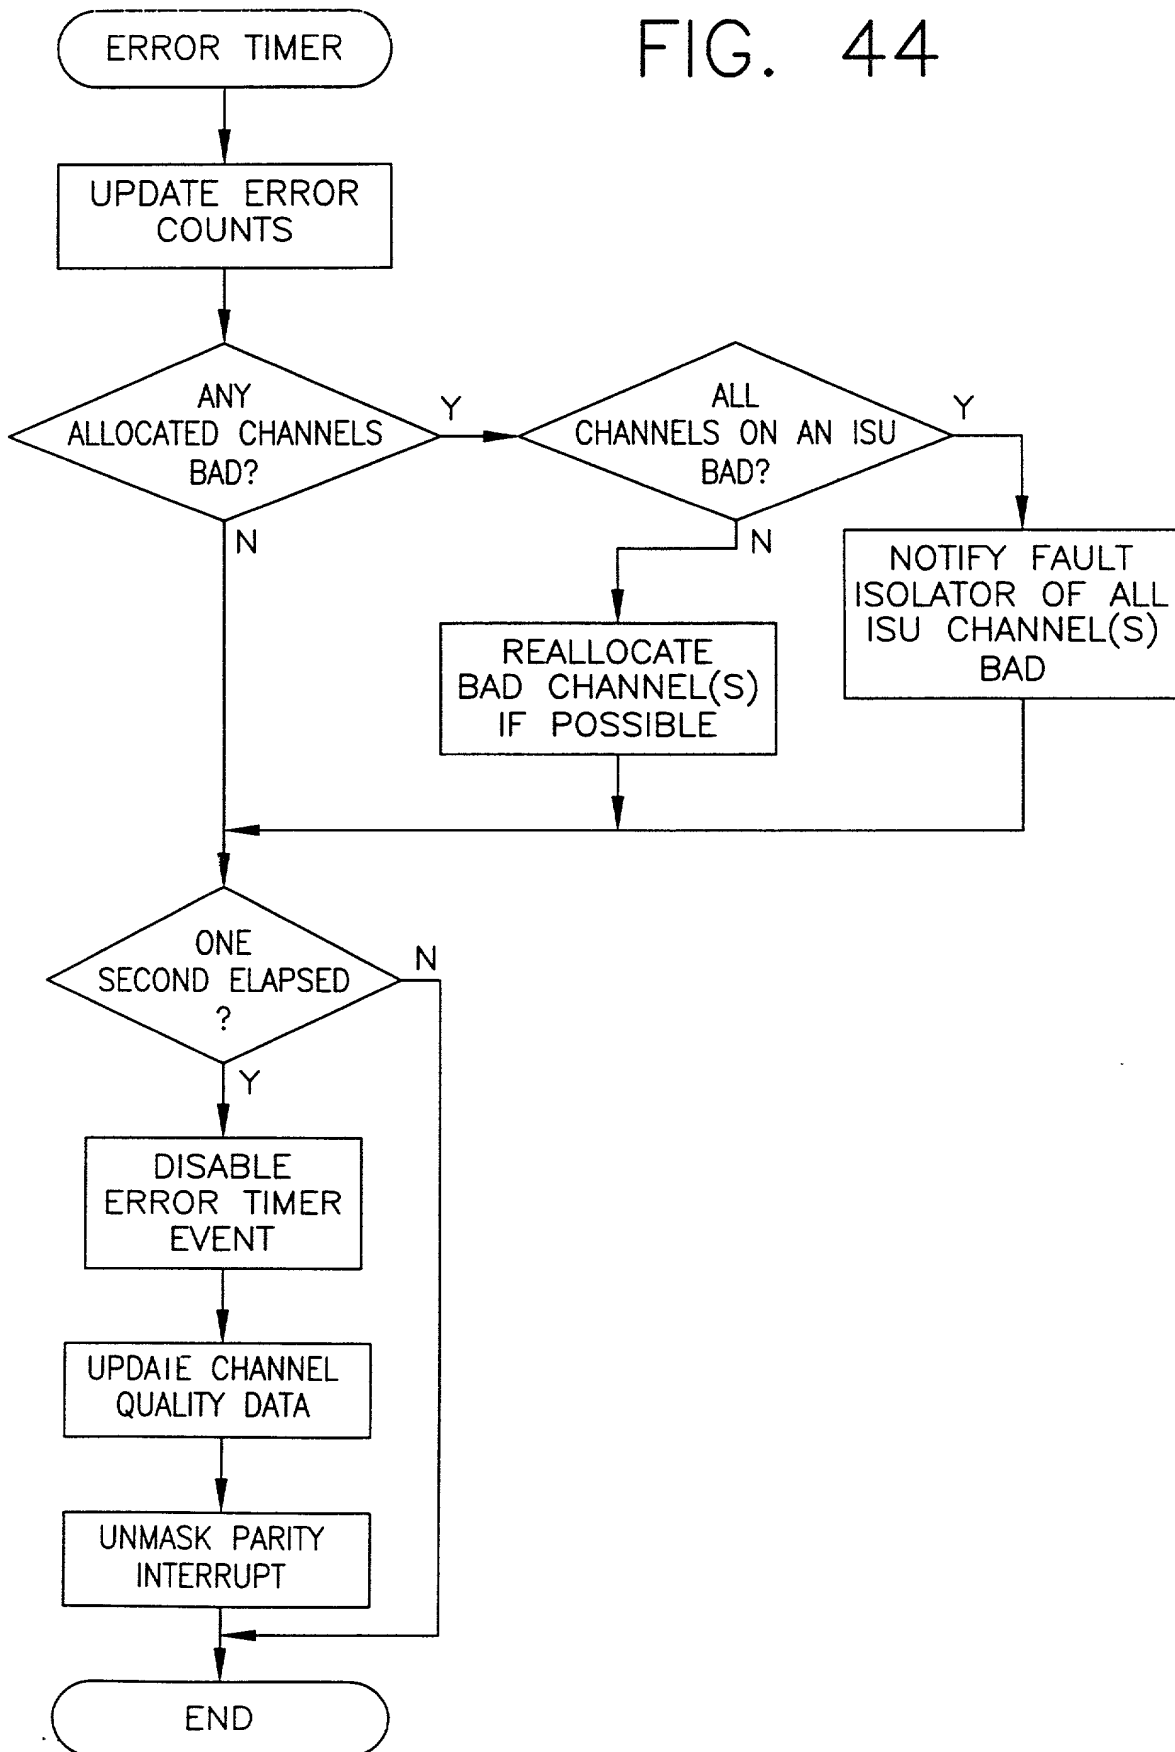 ERROR TIMER
FIG. 44
UPDATE ERROR
COUNTS
ANY
ALLOCATED CHANNELS
BAD?
Y
N
ALL
CHANNELS ON AN ISU
BAD?
Y
N
NOTIFY FAULT
ISOLATOR OF ALL
ISU CHANNEL(S)
BAD
REALLOCATE
BAD CHANNEL(S)
IF POSSIBLE
ONE
SECOND ELAPSED
?
N
Y
DISABLE
ERROR TIMER
EVENT
UPDATE CHANNEL
QUALITY DATA
UNMASK PARITY
INTERRUPT
END